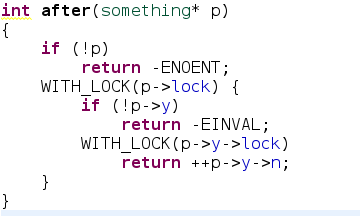 int after(something* p)
{
    if (!p)
        return -ENOENT;
    WITH_LOCK(p->lock) {
        if (!p->y)
            return -EINVAL;
        WITH_LOCK(p->y->lock)
            return ++p->y->n;
    }
}